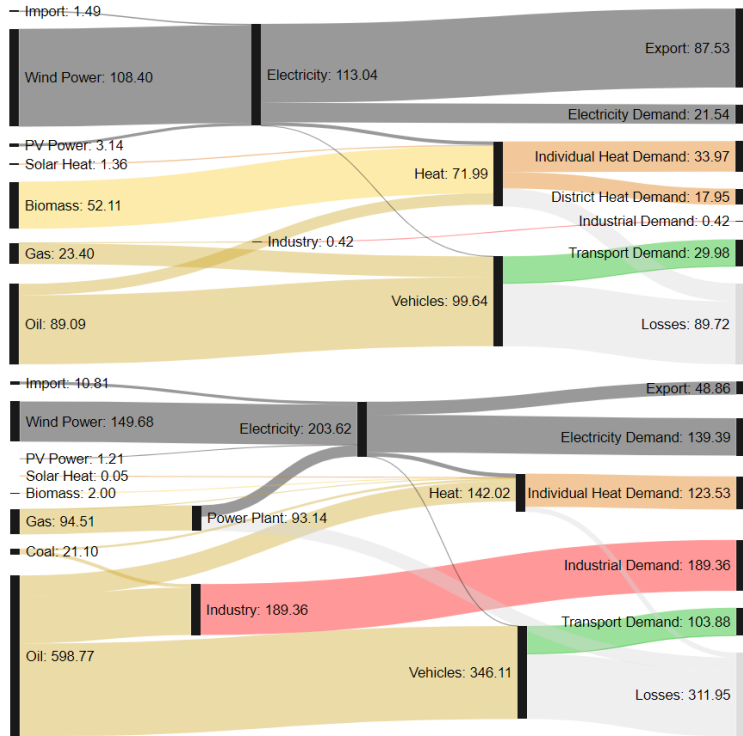 Import: 1.49
Wind Power: 108.40
Electricity: 113.04
Export: 87.53
Electricity Demand: 21.54
PV Power: 3.14
Solar Heat: 1.36
Heat: 71.99
Individual Heat Demand: 33.97
Biomass: 52.11
District Heat Demand: 17.95
Industrial Demand: 0.42
Industry: 0.42
Gas: 23.40
Transport Demand: 29.98
Vehicles: 99.64
Oil: 89.09
Losses: 89.72
Import: 10.81
Export: 48.86
Wind Power: 149.68
Electricity: 203.62
Electricity Demand: 139.39
PV Power: 1.21
Solar Heat: 0.05
Biomass: 2.00
Heat: 142.02
Individual Heat Demand: 123.53
Gas: 94.51
Power Plant: 93.14
Coal: 21.10
Industrial Demand: 189.36
Industry: 189.36
Transport Demand: 103.88
Oil: 598.77
Vehicles: 346.11
Losses: 311.95